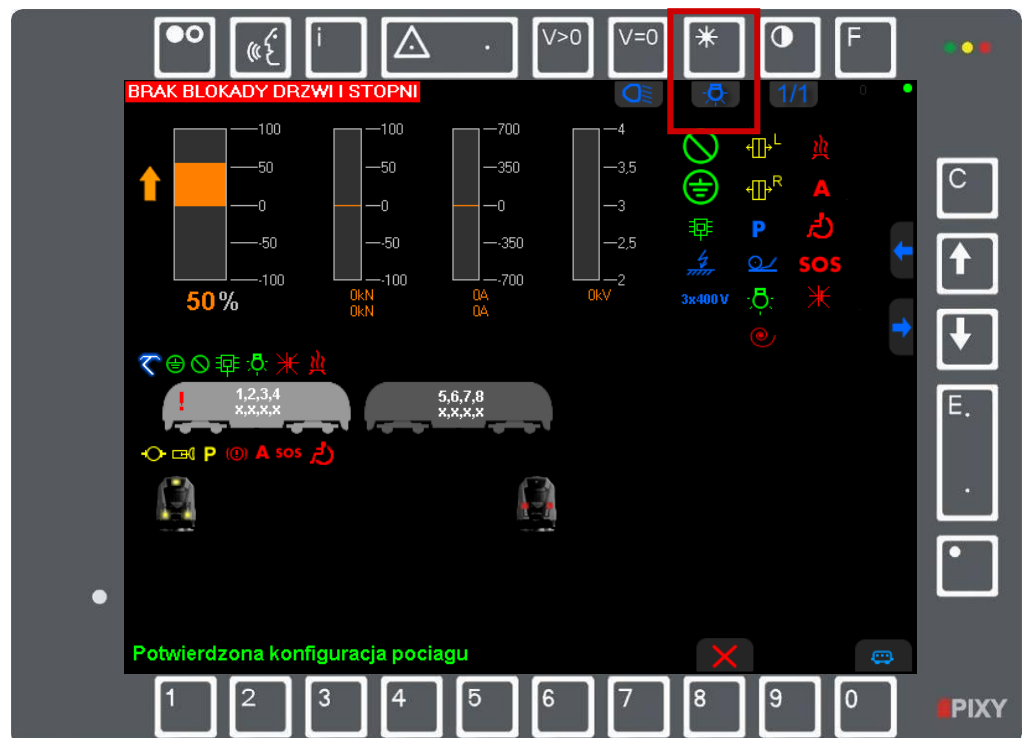 i V>0 V=0 F
BRAK BLOKADY DRZWI I STOPNI 1/1 0
100 100 700 4
50 50 350 3,5
0 0 0 3
-50 -50 -350 2,5
-100 -100 -700 2
50%
0kN 0A 0kV
0kN 0A
L
R A
P
SOS
3x400V
C
E.
1,2,3,4 5,6,7,8
! x,x,x,x x,x,x,x
P (!) A SOS
Potwierdzona konfiguracja pociagu
1 2 3 4 5 6 7 8 9 0
PIXY